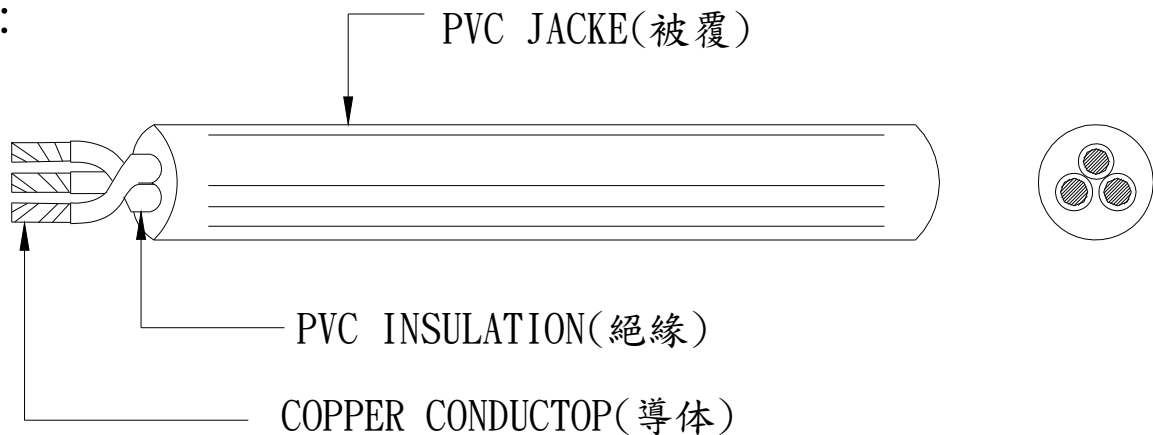 :
PVC JACKE(被覆)
PVC INSULATION(絕緣)
COPPER CONDUCTOP(導体)